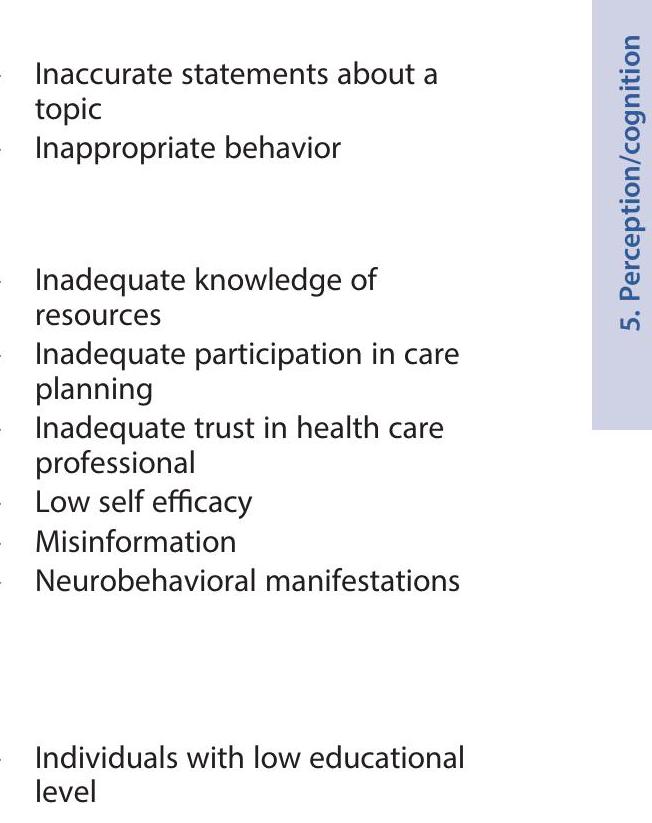 - Inaccurate statements about a
topic
- Inappropriate behavior
- Inadequate knowledge of
resources
- Inadequate participation in care
planning
- Inadequate trust in health care
professional
- Low self efficacy
- Misinformation
- Neurobehavioral manifestations
- Individuals with low educational
level
5. Perception/cognition